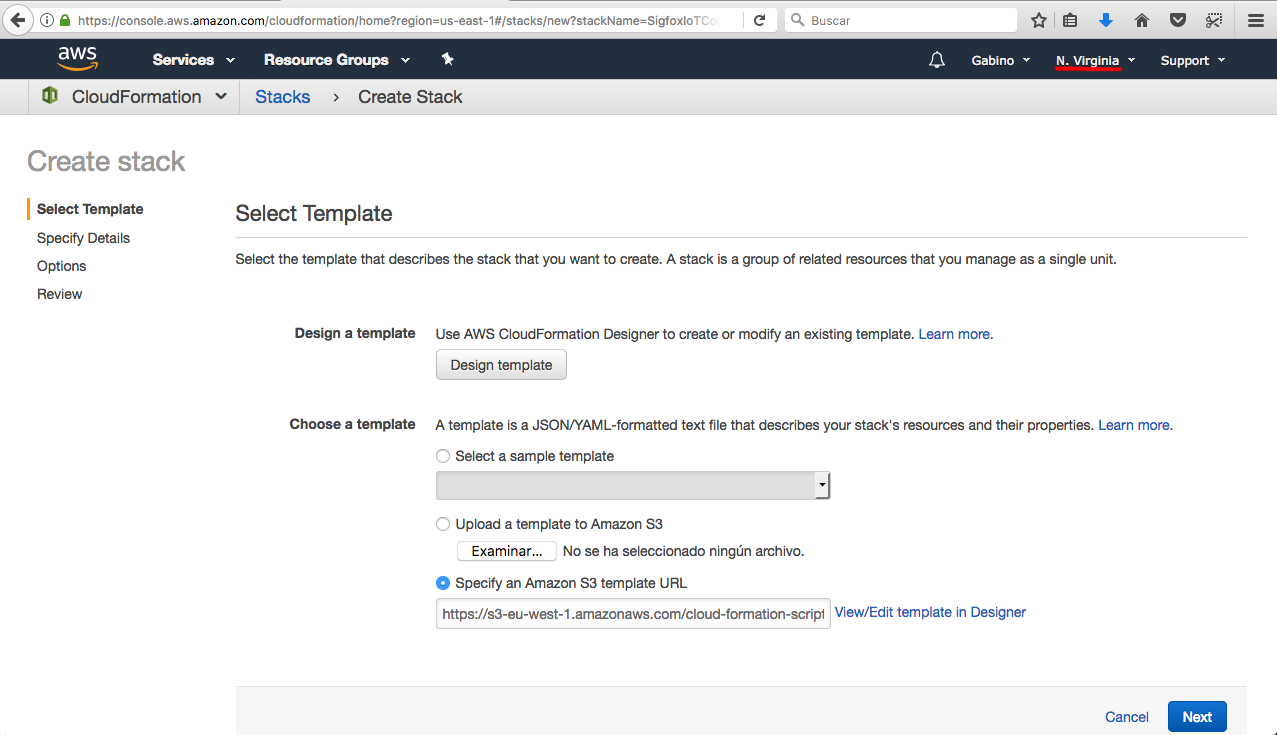 https://console.aws.amazon.com/cloudformation/home?region=us-east-1#/stacks/new?stackName=SigfoxIoTCo
Buscar
aws
Services
Resource Groups
Gabino
N. Virginia
Support
CloudFormation
Stacks
Create Stack
Create stack
Select Template
Specify Details
Options
Review
Select Template
Select the template that describes the stack that you want to create. A stack is a group of related resources that you manage as a single unit.
Design a template
Use AWS CloudFormation Designer to create or modify an existing template. Learn more.
Design template
Choose a template
A template is a JSON/YAML-formatted text file that describes your stack's resources and their properties. Learn more.
Select a sample template
Upload a template to Amazon S3
Examinar... No se ha seleccionado ningún archivo.
Specify an Amazon S3 template URL
https://s3-eu-west-1.amazonaws.com/cloud-formation-script
View/Edit template in Designer
Cancel
Next